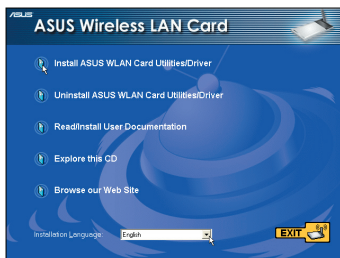 ASUS
ASUS Wireless LAN Card
Install ASUS WLAN Card Utilities/Driver
Uninstall ASUS WLAN Card Utilities/Driver
Read/Install User Documentation
Explore this CD
Browse our Web Site
Installation Language: English
EXIT